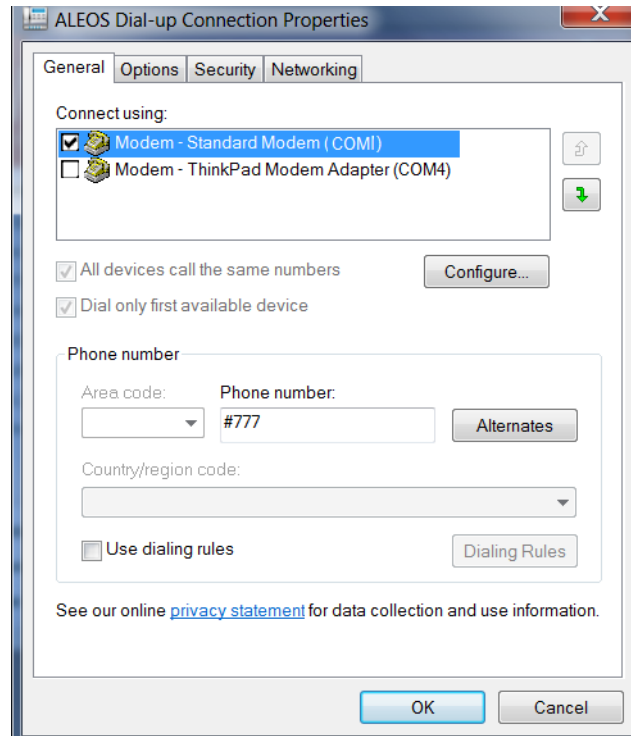 ALEOS Dial-up Connection Properties
General Options Security Networking
Connect using:
Modem - Standard Modem (COM1)
Modem - ThinkPad Modem Adapter (COM4)
All devices call the same numbers
Configure...
Dial only first available device
Phone number
Area code: Phone number:
#777
Alternates
Country/region code:
Use dialing rules
Dialing Rules
See our online privacy statement for data collection and use information.
OK Cancel